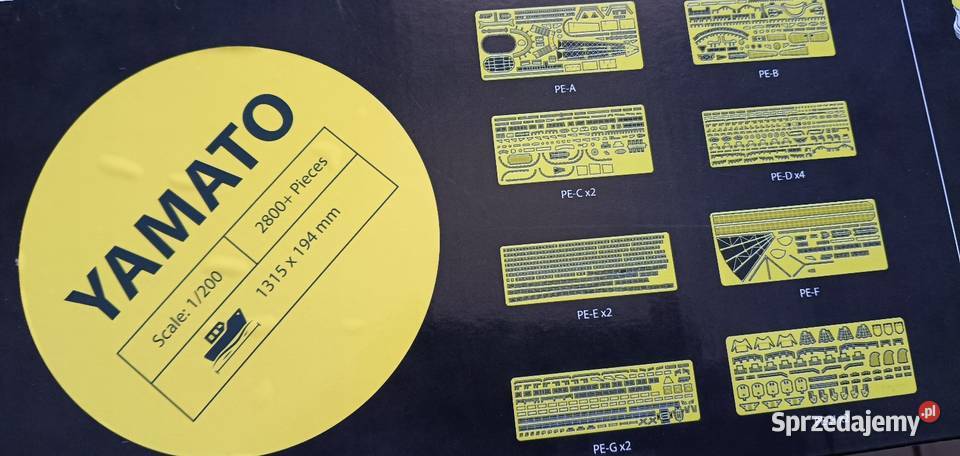 YAMATO
Scale: 1/200
2800+ Pieces
1315 x 194 mm
PE-A
PE-B
PE-C x2
PE-D x4
PE-E x2
PE-F
PE-G x2
Sprzedajemy.pl